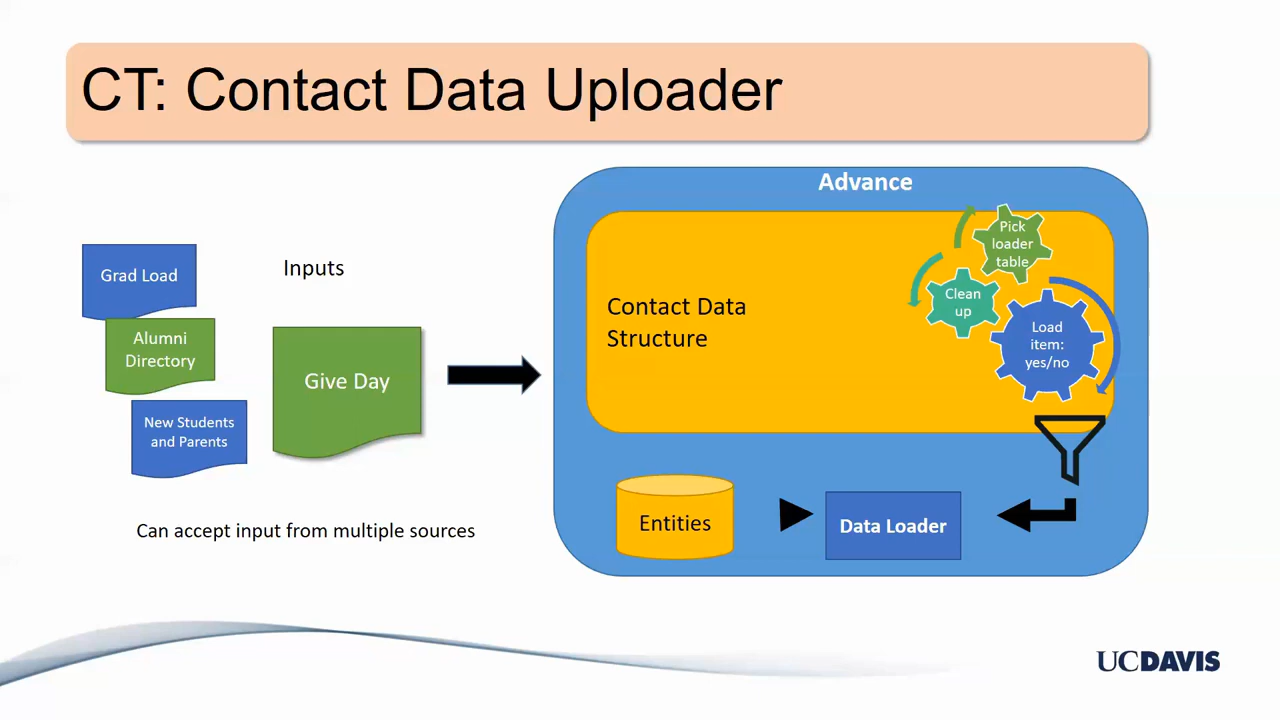 CT: Contact Data Uploader
Grad Load
Inputs
Alumni
Directory
Give Day
New Students
and Parents
Can accept input from multiple sources
Advance
Contact Data
Structure
Pick
loader
table
Clean
up
Load
item:
yes/no
Entities
Data Loader
UCDAVIS